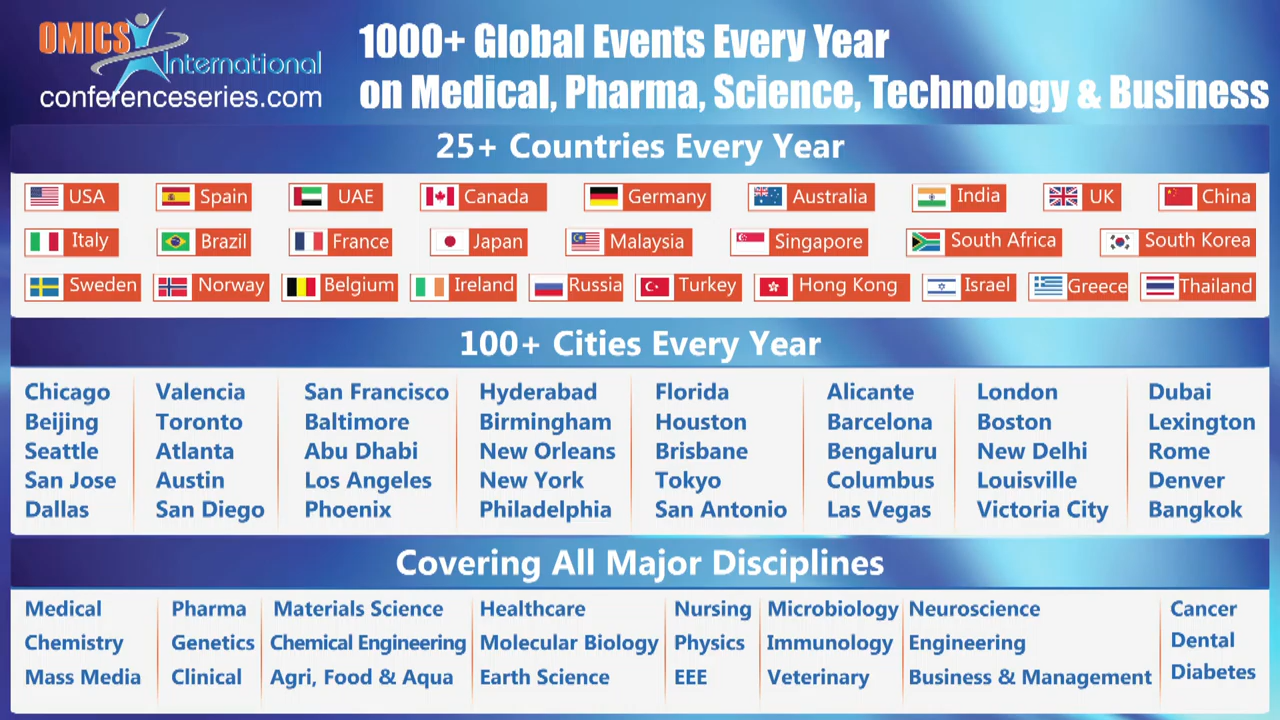 OMICS International
conferenceseries.com
1000+ Global Events Every Year
on Medical, Pharma, Science, Technology & Business
25+ Countries Every Year
USA Spain UAE Canada Germany Australia India UK China
Italy Brazil France Japan Malaysia Singapore South Africa South Korea
Sweden Norway Belgium Ireland Russia Turkey Hong Kong Israel Greece Thailand
100+ Cities Every Year
Chicago Valencia San Francisco Hyderabad Florida Alicante London Dubai
Beijing Toronto Baltimore Birmingham Houston Barcelona Boston Lexington
Seattle Atlanta Abu Dhabi New Orleans Brisbane Bengaluru New Delhi Rome
San Jose Austin Los Angeles New York Tokyo Columbus Louisville Denver
Dallas San Diego Phoenix Philadelphia San Antonio Las Vegas Victoria City Bangkok
Covering All Major Disciplines
Medical Pharma Materials Science Healthcare Nursing Microbiology Neuroscience Cancer
Chemistry Genetics Chemical Engineering Molecular Biology Physics Immunology Engineering Dental
Mass Media Clinical Agri, Food & Aqua Earth Science EEE Veterinary Business & Management Diabetes